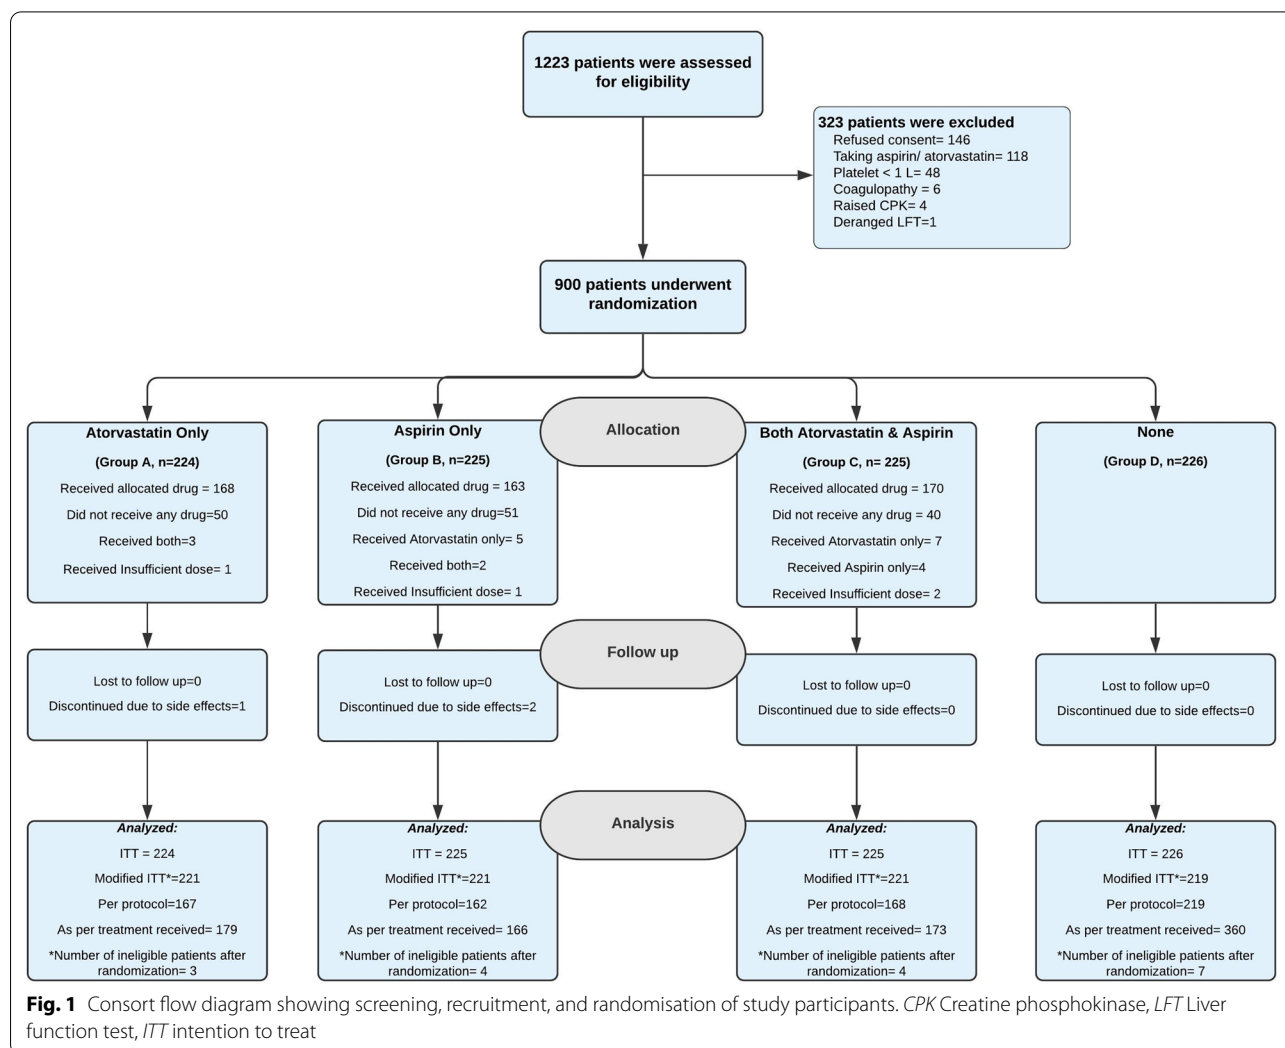 1223 patients were assessed
for eligibility
323 patients were excluded
Refused consent= 146
Taking aspirin/ atorvastatin= 118
Platelet < 1 L= 48
Coagulopathy = 6
Raised CPK= 4
Deranged LFT=1
900 patients underwent
randomization
Allocation
Atorvastatin Only
(Group A, n=224)
Received allocated drug = 168
Did not receive any drug=50
Received both=3
Received Insufficient dose= 1
Aspirin Only
(Group B, n=225)
Received allocated drug = 163
Did not receive any drug=51
Received Atorvastatin only= 5
Received both=2
Received Insufficient dose= 1
Both Atorvastatin & Aspirin
(Group C, n= 225)
Received allocated drug = 170
Did not receive any drug = 40
Received Atorvastatin only= 7
Received Aspirin only=4
Received Insufficient dose= 2
None
(Group D, n=226)
Follow up
Lost to follow up=0
Discontinued due to side effects=1
Lost to follow up=0
Discontinued due to side effects=2
Lost to follow up=0
Discontinued due to side effects=0
Lost to follow up=0
Discontinued due to side effects=0
Analysis
Analyzed:
ITT = 224
Modified ITT*=221
Per protocol=167
As per treatment received= 179
*Number of ineligible patients after
randomization= 3
Analyzed:
ITT = 225
Modified ITT*=221
Per protocol=162
As per treatment received= 166
*Number of ineligible patients after
randomization= 4
Analyzed:
ITT = 225
Modified ITT*=221
Per protocol=168
As per treatment received= 173
*Number of ineligible patients after
randomization= 4
Analyzed:
ITT = 226
Modified ITT*=219
Per protocol=219
As per treatment received= 360
*Number of ineligible patients after
randomization= 7
Fig. 1 Consort flow diagram showing screening, recruitment, and randomisation of study participants. CPK Creatine phosphokinase, LFT Liver
function test, ITT intention to treat